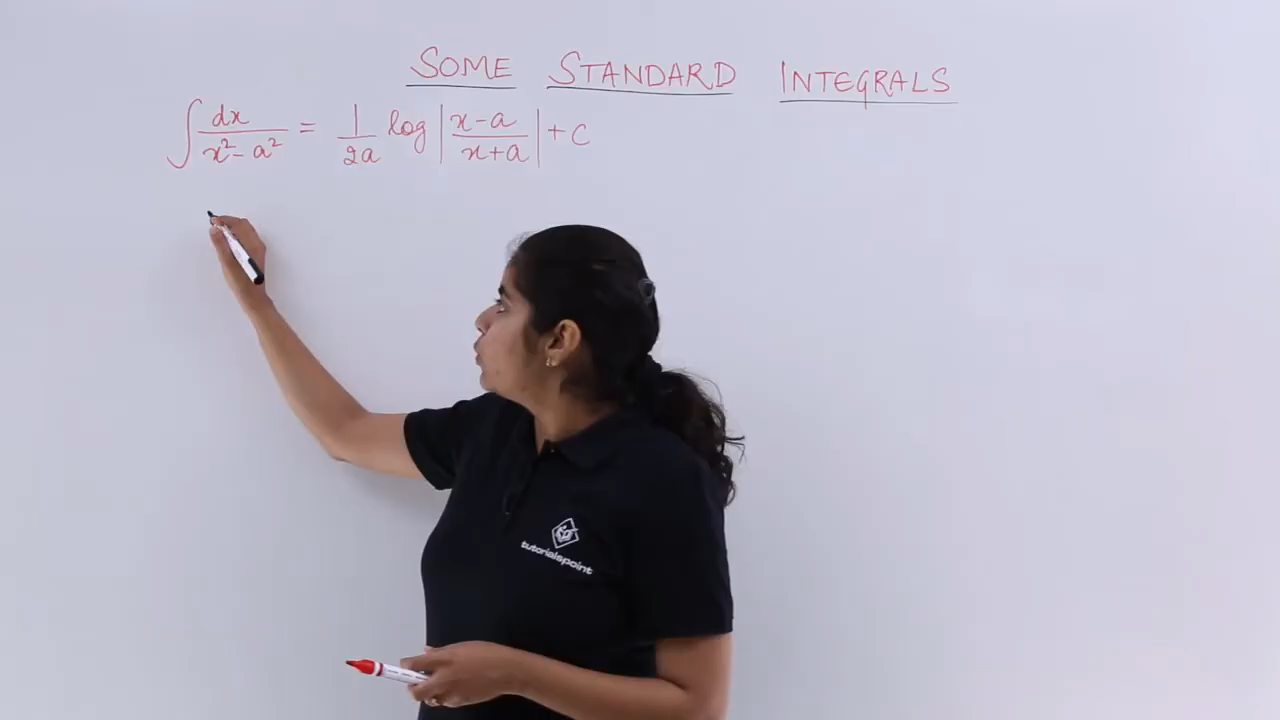 SOME STANDARD INTEGRALS
∫ dx / (x² - a²) = 1/2a log |(x-a)/(x+a)| + C
tutorialspoint